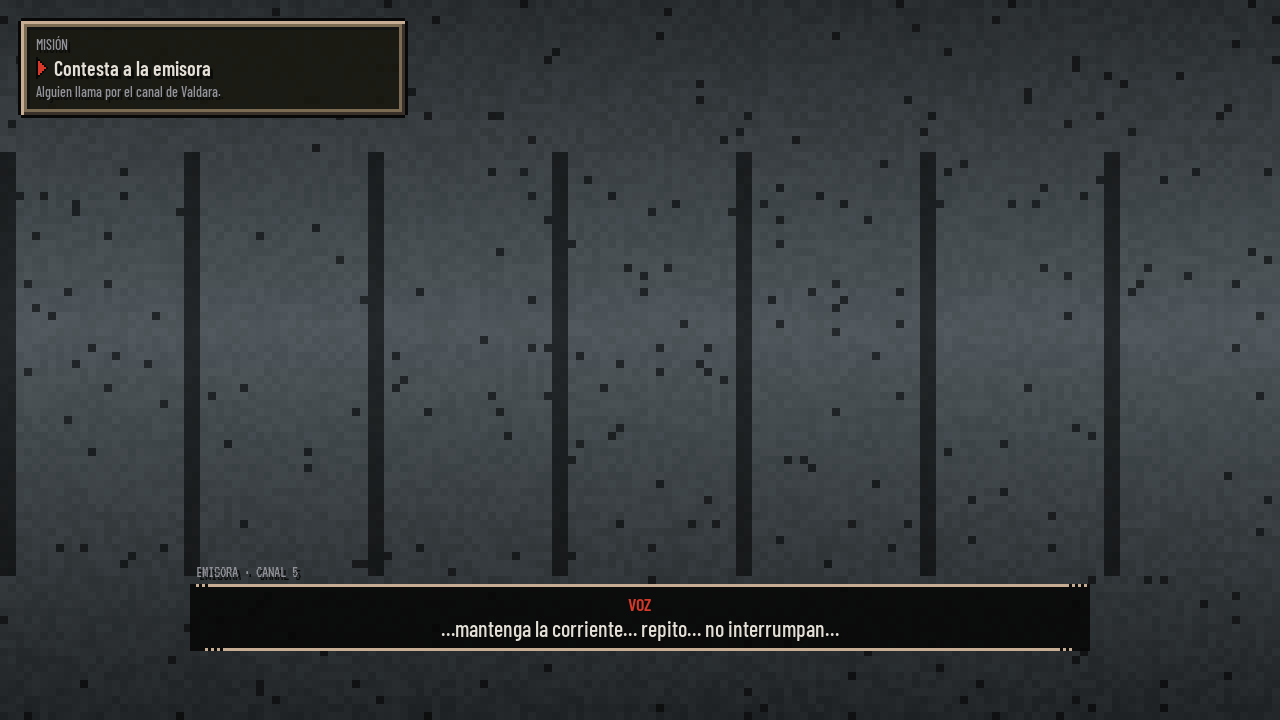 MISIÓN
Contesta a la emisora
Alguien llama por el canal de Valdara.
EMISORA · CANAL 5
VOZ
...mantenga la corriente... repito... no interrumpan...